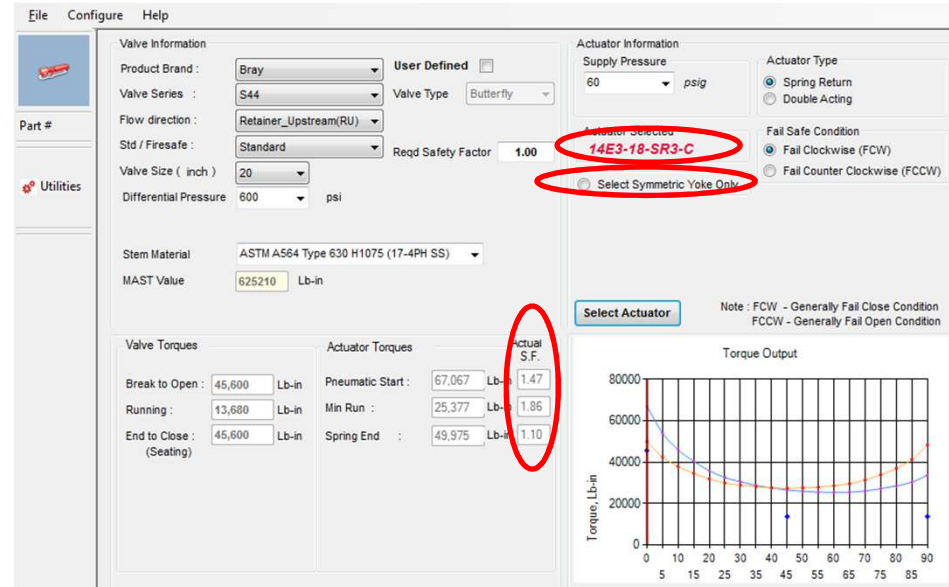 File Configure Help
Part #
Utilities
Valve Information
Product Brand : Bray User Defined
Valve Series : S44 Valve Type Butterfly
Flow direction : Retainer_Upstream(RU)
Std / Firesafe : Standard Reqd Safety Factor 1.00
Valve Size ( inch ) 20
Differential Pressure 600 psi
Stem Material ASTM A564 Type 630 H1075 (17-4PH SS)
MAST Value 625210 Lb-in
Actuator Information
Supply Pressure Actuator Type
60 psig Spring Return
Double Acting
Actuator Selected Fail Safe Condition
14E3-18-SR3-C Fail Clockwise (FCW)
Select Symmetric Yoke Only Fail Counter Clockwise (FCCW)
Select Actuator Note : FCW - Generally Fail Close Condition
FCCW - Generally Fail Open Condition
Valve Torques Actuator Torques Actual
S.F.
Break to Open : 45,600 Lb-in Pneumatic Start : 67,067 Lb-in 1.47
Running : 13,680 Lb-in Min Run : 25,377 Lb-in 1.86
End to Close : 45,600 Lb-in Spring End : 49,975 Lb-in 1.10
(Seating)
Torque Output
Torque, Lb-in
80000
60000
40000
20000
0
0 10 20 30 40 50 60 70 80 90
5 15 25 35 45 55 65 75 85